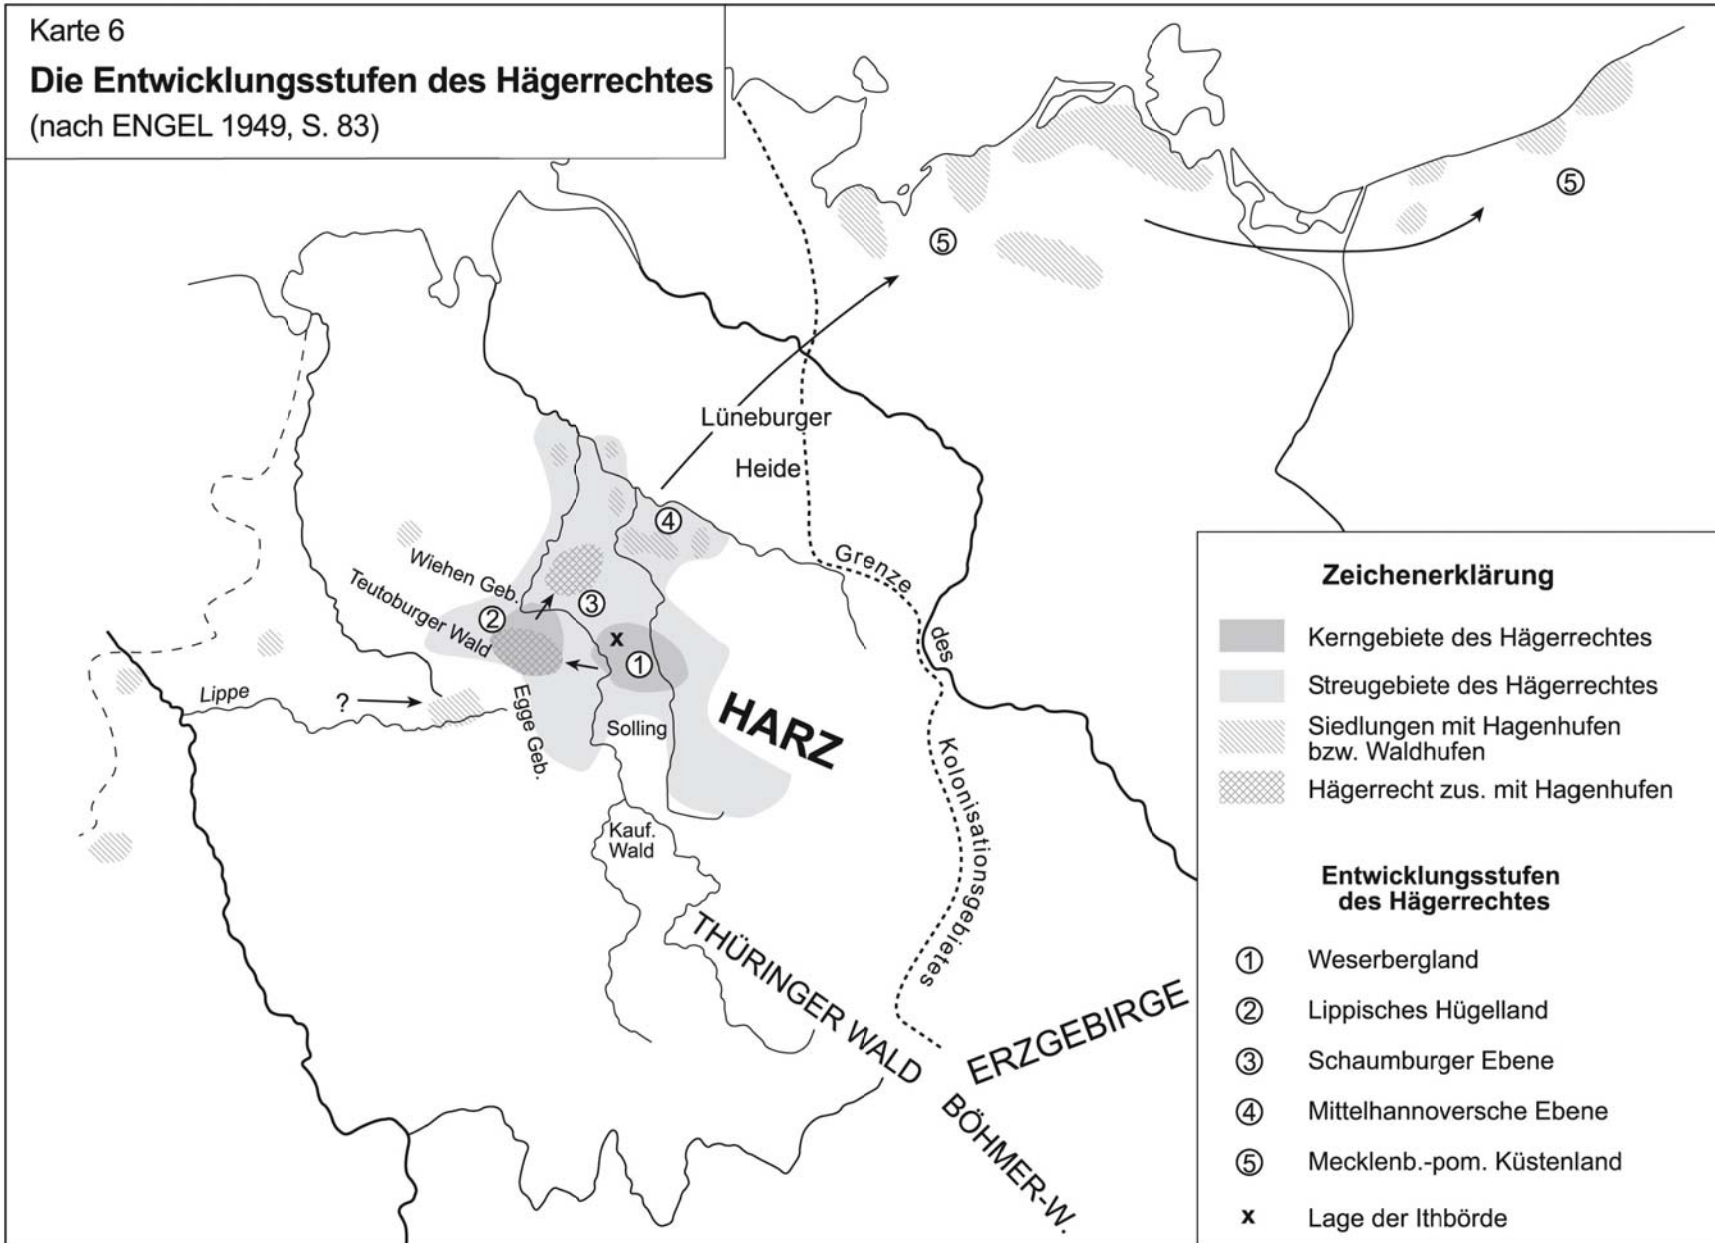 Karte 6
Die Entwicklungsstufen des Hägerrechtes
(nach ENGEL 1949, S. 83)
5
5
Lüneburger
Heide
4
Grenze
des
Kolonisationsgebietes
Wiehen Geb.
Teutoburger Wald
2
3
x
1
Lippe
?
Egge Geb.
Solling
HARZ
Kauf.
Wald
THÜRINGER WALD
ERZGEBIRGE
BÖHMER-W.
Zeichenerklärung
Kerngebiete des Hägerrechtes
Streugebiete des Hägerrechtes
Siedlungen mit Hagenhufen
bzw. Waldhufen
Hägerrecht zus. mit Hagenhufen
Entwicklungsstufen
des Hägerrechtes
1 Weserbergland
2 Lippisches Hügelland
3 Schaumburger Ebene
4 Mittelhannoversche Ebene
5 Mecklenb.-pom. Küstenland
x Lage der Ithbörde